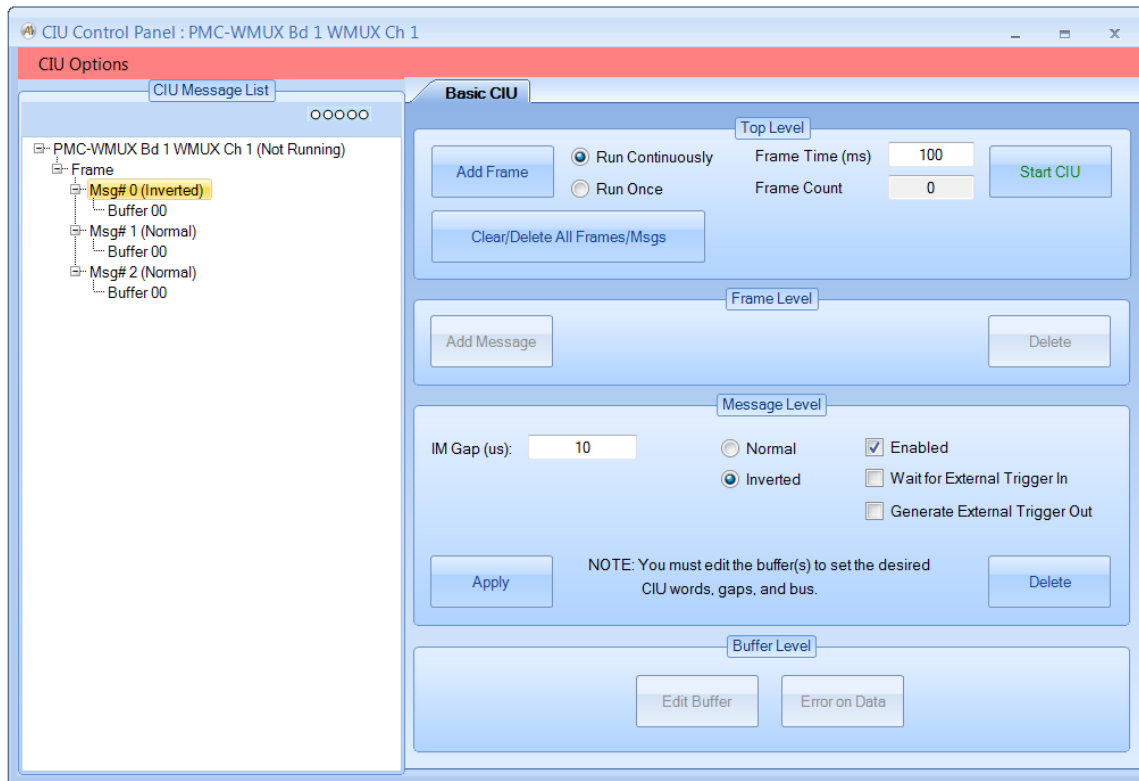 CIU Control Panel : PMC-WMUX Bd 1 WMUX Ch 1
CIU Options
CIU Message List
PMC-WMUX Bd 1 WMUX Ch 1 (Not Running)
Frame
Msg# 0 (Inverted)
Buffer 00
Msg# 1 (Normal)
Buffer 00
Msg# 2 (Normal)
Buffer 00
Basic CIU
Top Level
Add Frame
Run Continuously
Run Once
Frame Time (ms)
100
Frame Count
0
Start CIU
Clear/Delete All Frames/Msgs
Frame Level
Add Message
Delete
Message Level
IM Gap (us):
10
Normal
Inverted
Enabled
Wait for External Trigger In
Generate External Trigger Out
Apply
NOTE: You must edit the buffer(s) to set the desired
CIU words, gaps, and bus.
Delete
Buffer Level
Edit Buffer
Error on Data